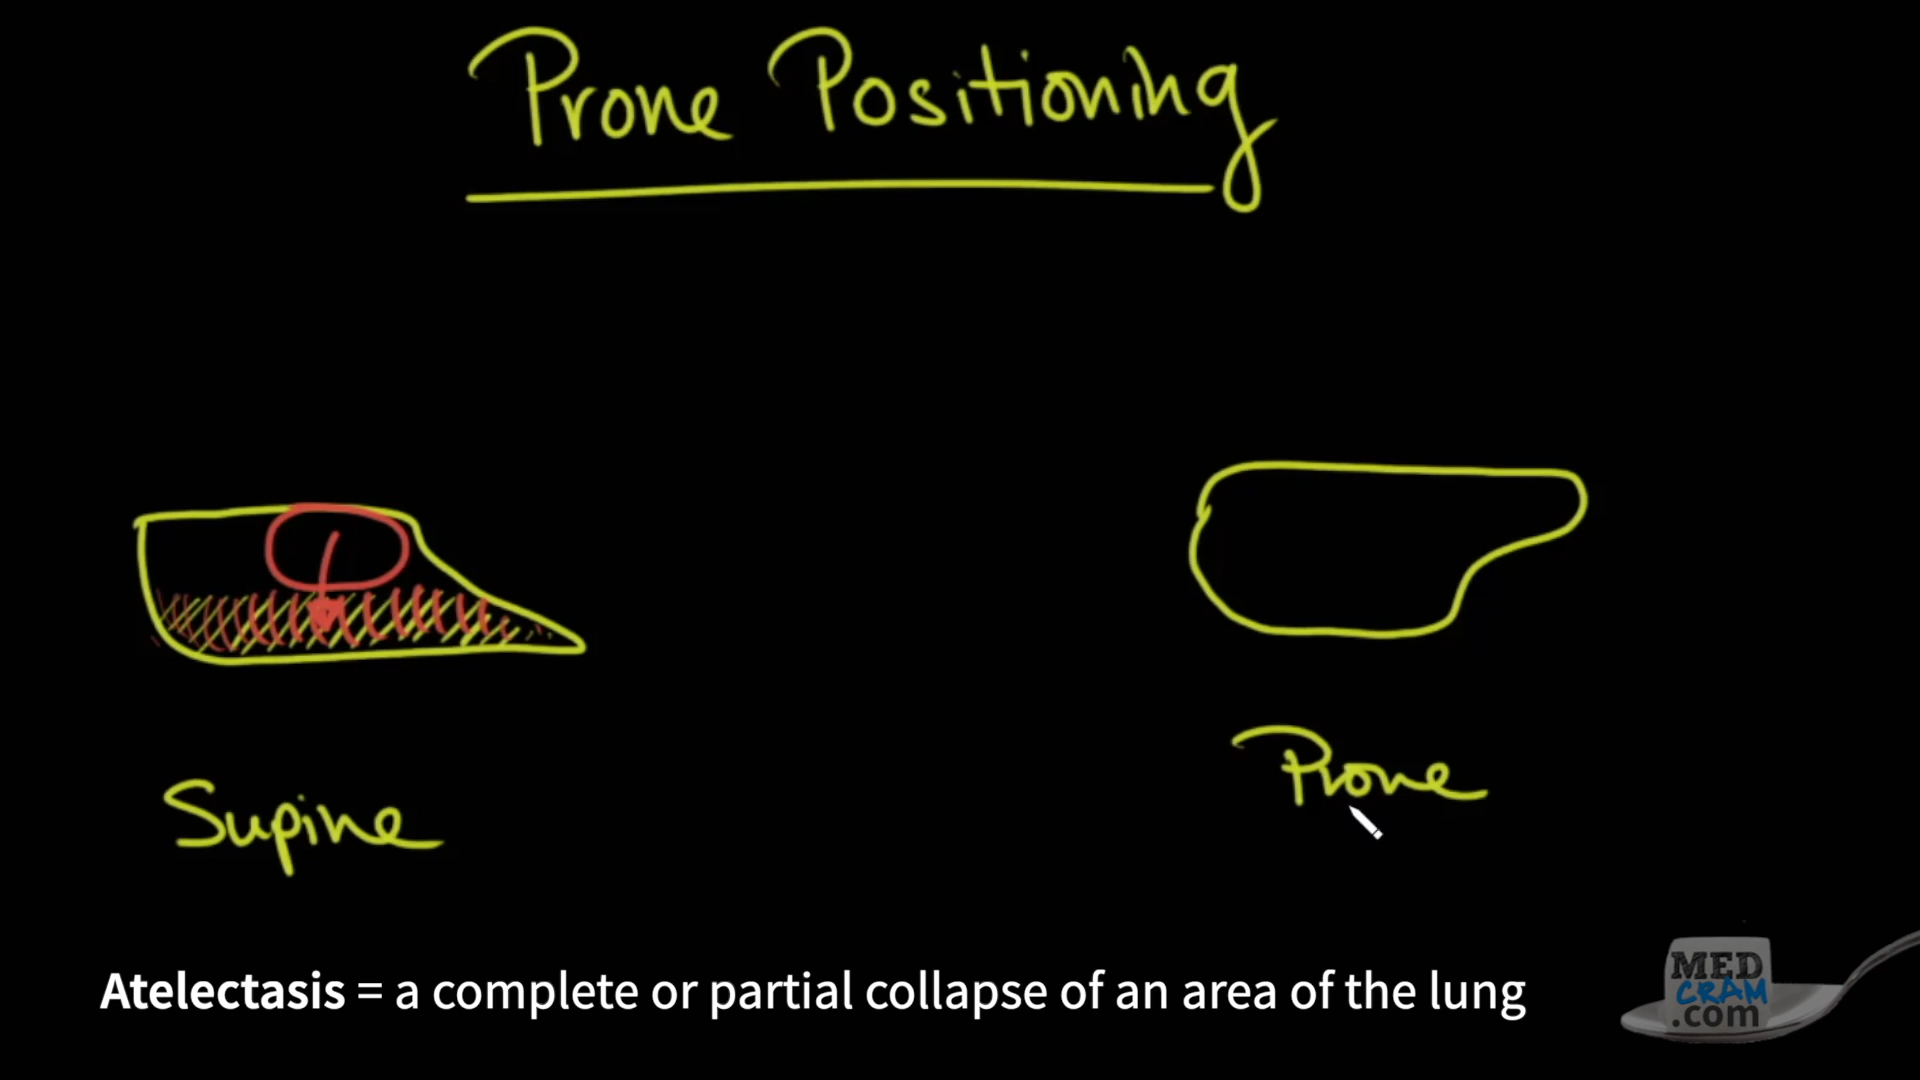 Prone Positioning
Supine
Prone
Atelectasis = a complete or partial collapse of an area of the lung
MED
CRAM
.com